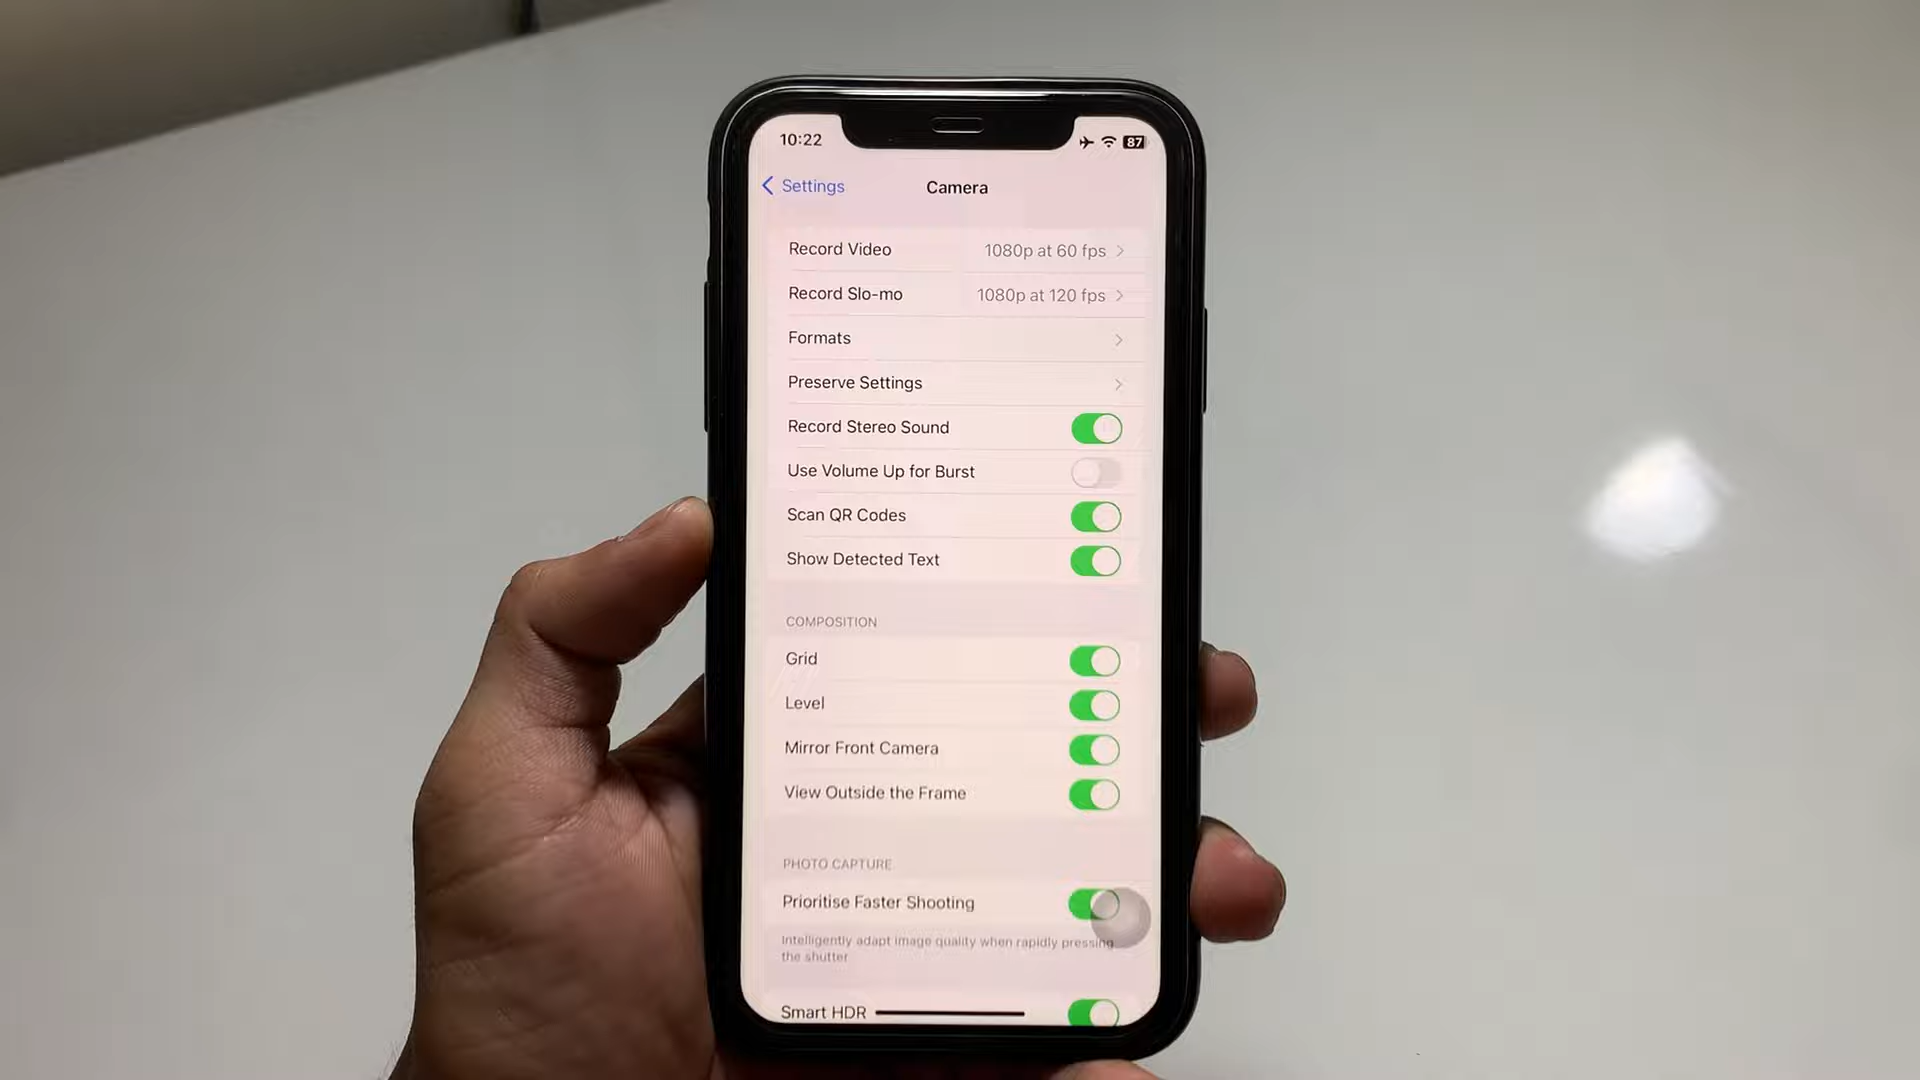 10:22
87
Settings
Camera
Record Video 1080p at 60 fps
Record Slo-mo 1080p at 120 fps
Formats
Preserve Settings
Record Stereo Sound
Use Volume Up for Burst
Scan QR Codes
Show Detected Text
COMPOSITION
Grid
Level
Mirror Front Camera
View Outside the Frame
PHOTO CAPTURE
Prioritise Faster Shooting
Intelligently adapt image quality when rapidly pressing
the shutter
Smart HDR